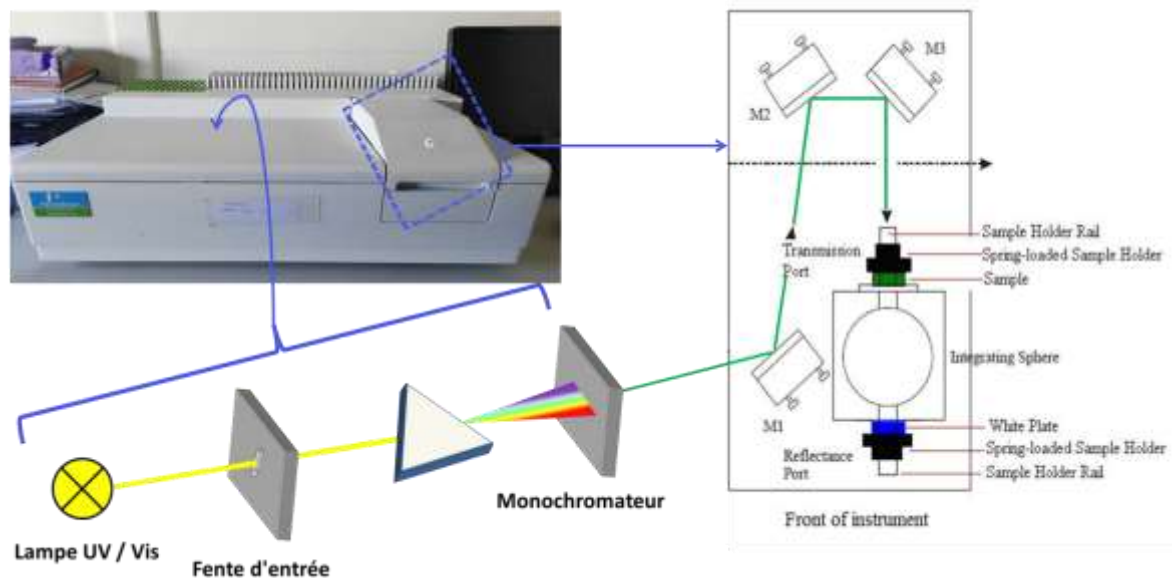 M3
M2
Transmission
Port
Sample Holder Rail
Spring-loaded Sample Holder
Sample
Integrating Sphere
M1
White Plate
Reflectance
Port
Spring-loaded Sample Holder
Sample Holder Rail
Front of instrument
Monochromateur
Lampe UV / Vis
Fente d'entrée